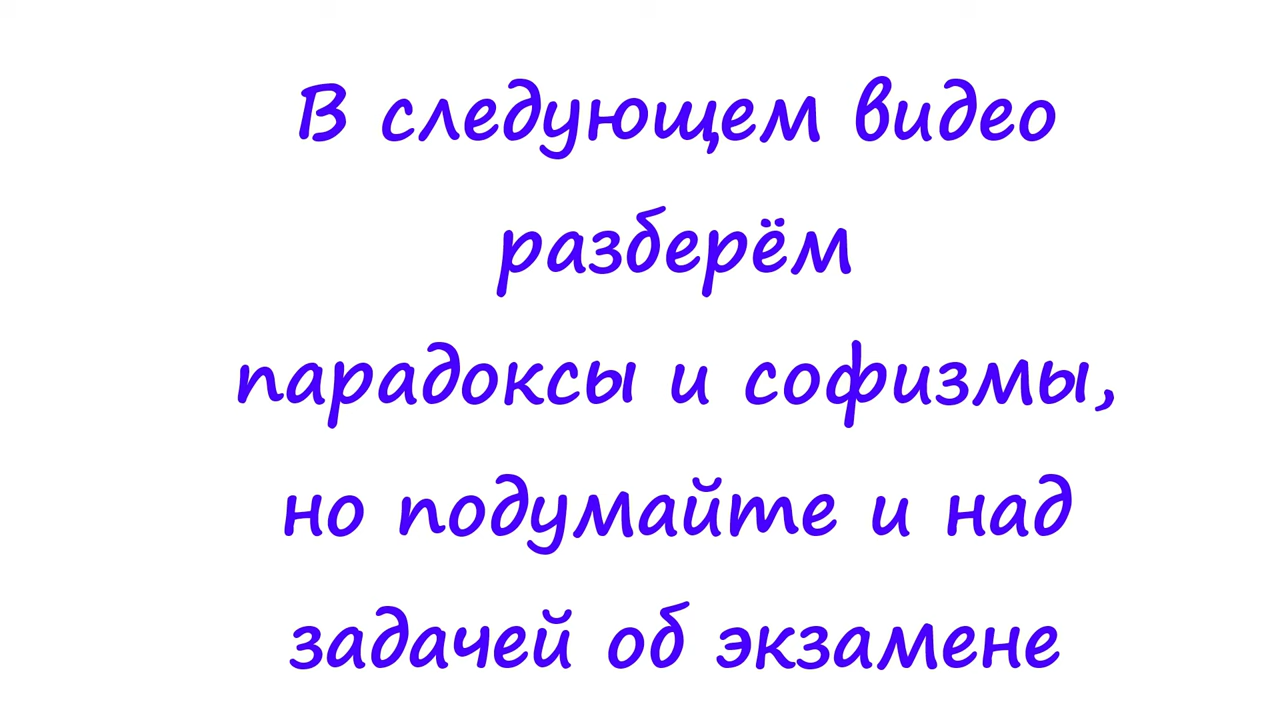 В следующем видео
разберём
парадоксы и софизмы,
но подумайте и над
задачей об экзамене